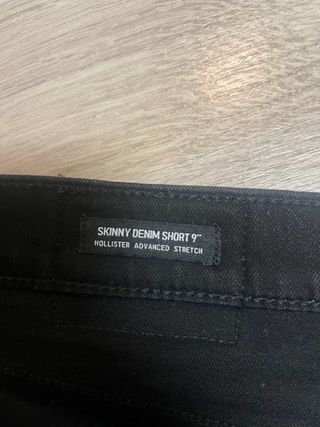 SKINNY DENIM SHORT 9"
HOLLISTER ADVANCED STRETCH